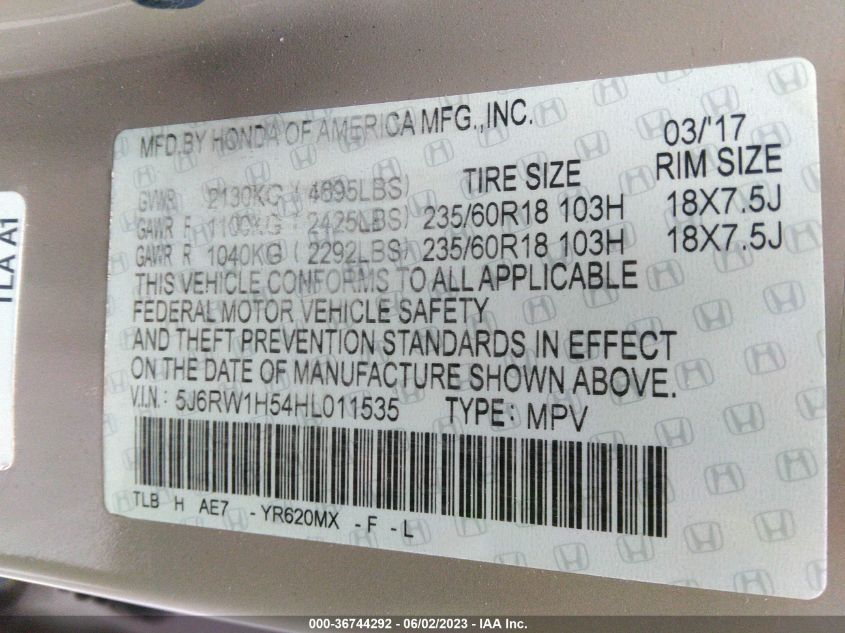 MFD.BY HONDA OF AMERICA MFG.,INC. 03/'17
TIRE SIZE RIM SIZE
GVWR 2130KG ( 4695LBS)
GAWR F 1100KG ( 2425LBS) 235/60R18 103H 18X7.5J
GAWR R 1040KG ( 2292LBS) 235/60R18 103H 18X7.5J
THIS VEHICLE CONFORMS TO ALL APPLICABLE
FEDERAL MOTOR VEHICLE SAFETY
AND THEFT PREVENTION STANDARDS IN EFFECT
ON THE DATE OF MANUFACTURE SHOWN ABOVE.
V.I.N.: 5J6RW1H54HL011535 TYPE: MPV
TLB H AE7 - YR620MX - F - L
TLA A1
000-36744292 - 06/02/2023 - IAA Inc.